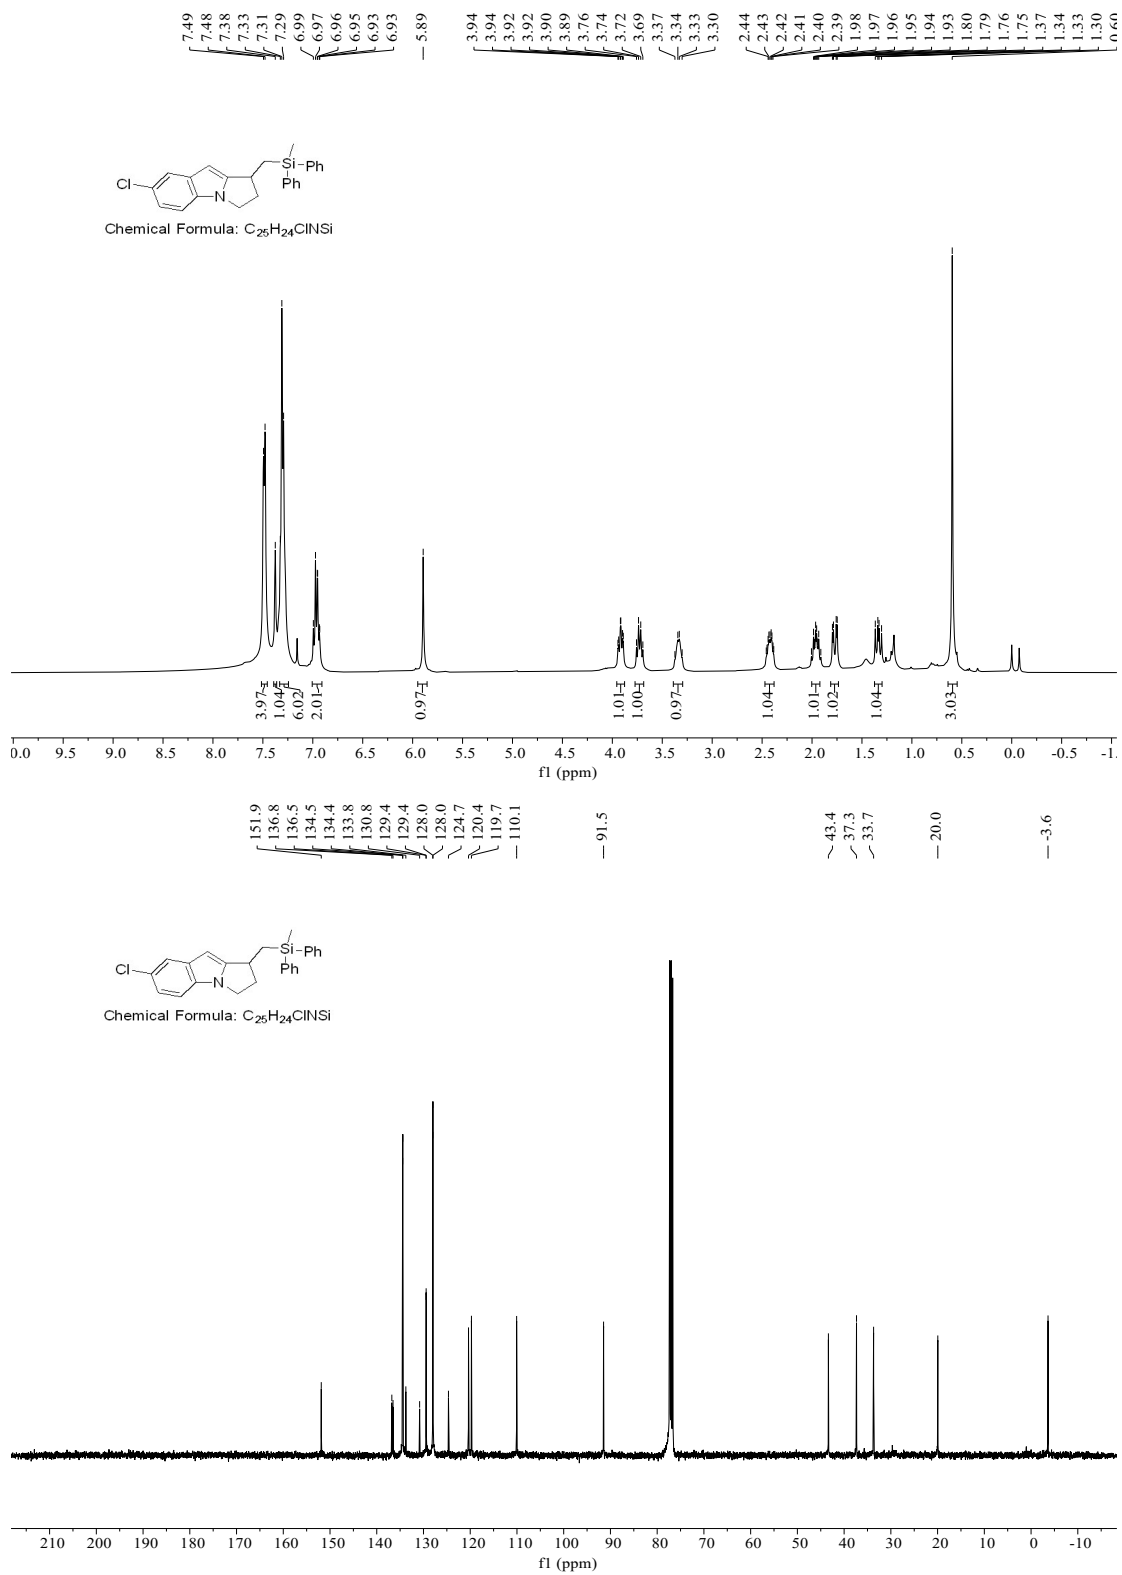 7.49 7.48 7.38 7.33 7.31 7.29 6.99 6.97 6.96 6.95 6.93 6.93 5.89 3.94 3.94 3.92 3.92 3.90 3.89 3.76 3.74 3.72 3.69 3.37 3.34 3.33 3.30 2.44 2.43 2.42 2.41 2.40 2.39 1.98 1.97 1.96 1.95 1.94 1.93 1.80 1.79 1.76 1.75 1.37 1.34 1.33 1.30 0.60
Si Ph
Cl
Ph
N
Chemical Formula: C25H24ClNSi
3.97 1.04 6.02 2.01 0.97 1.01 1.00 0.97 1.04 1.01 1.02 1.04 3.03
0.0 9.5 9.0 8.5 8.0 7.5 7.0 6.5 6.0 5.5 5.0 4.5 4.0 3.5 3.0 2.5 2.0 1.5 1.0 0.5 0.0 -0.5 -1.
f1 (ppm)
151.9 136.8 136.5 134.5 134.4 133.8 130.8 129.4 129.4 128.0 128.0 124.7 120.4 119.7 110.1 91.5 43.4 37.3 33.7 20.0 -3.6
Si Ph
Cl
Ph
N
Chemical Formula: C25H24ClNSi
210 200 190 180 170 160 150 140 130 120 110 100 90 80 70 60 50 40 30 20 10 0 -10
f1 (ppm)